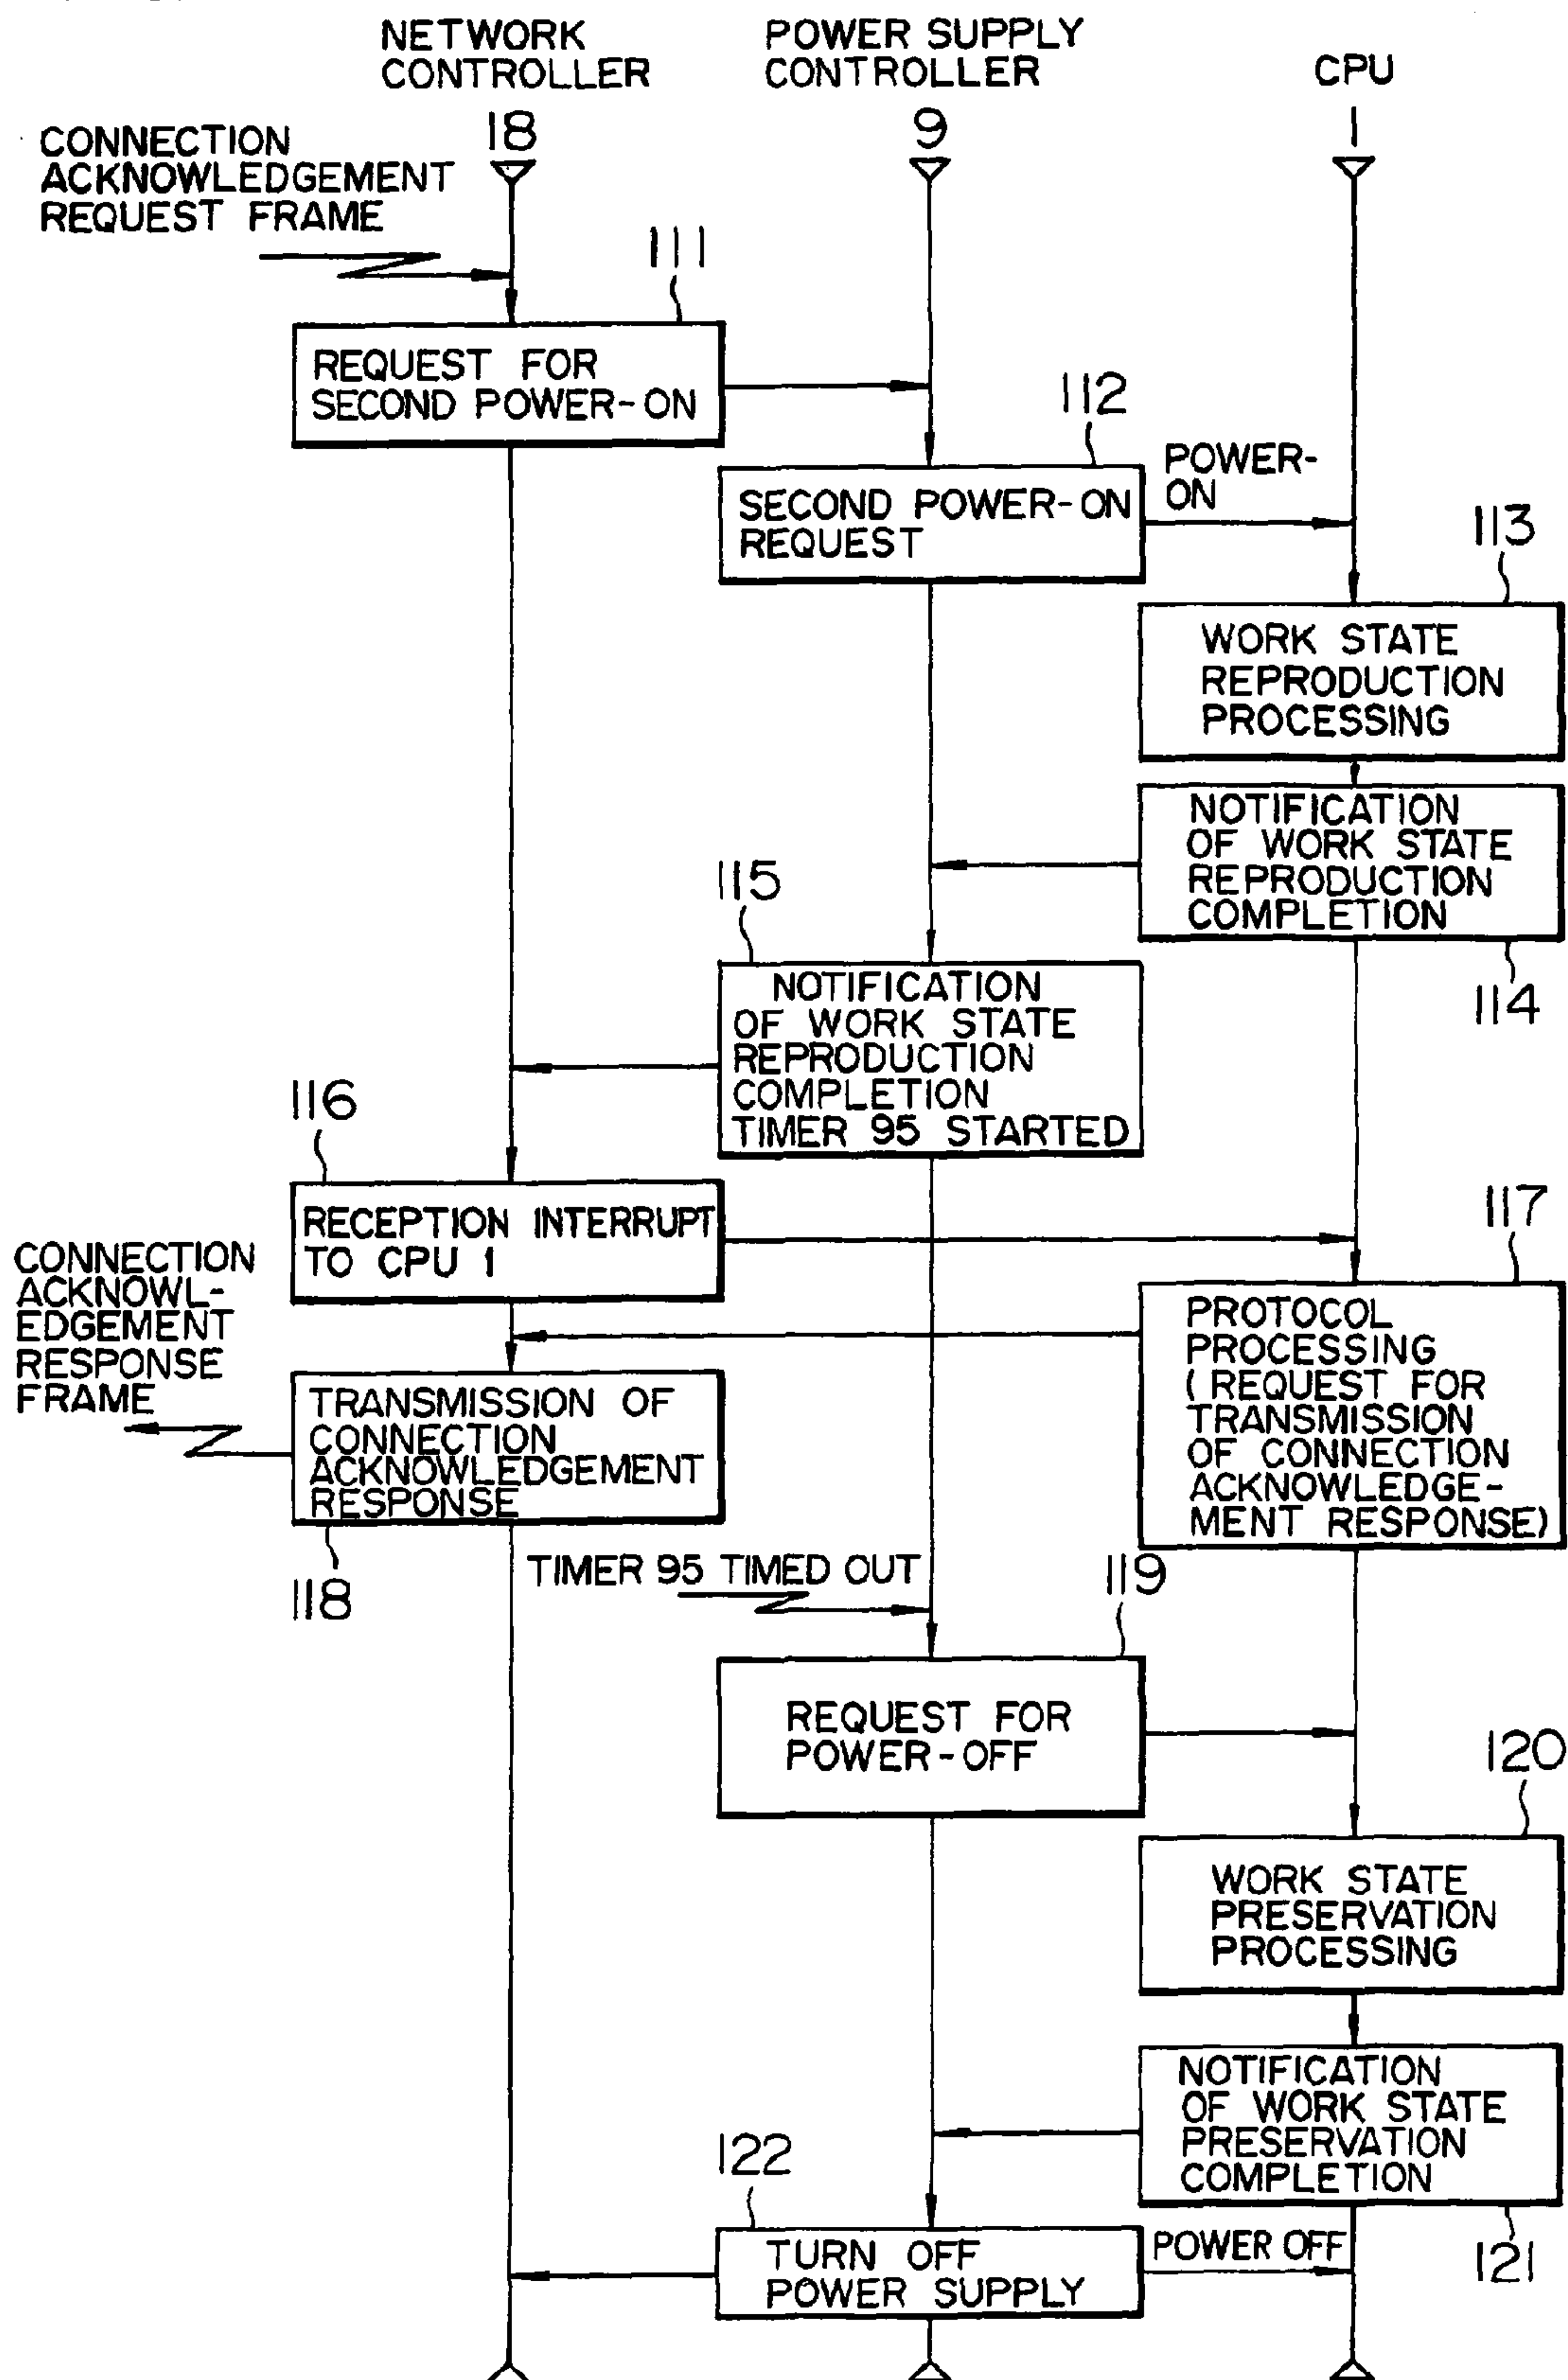 NETWORK
CONTROLLER
18
POWER SUPPLY
CONTROLLER
9
CPU
1
CONNECTION
ACKNOWLEDGEMENT
REQUEST FRAME
111
REQUEST FOR
SECOND POWER-ON
112
SECOND POWER-ON
REQUEST
POWER-
ON
113
WORK STATE
REPRODUCTION
PROCESSING
NOTIFICATION
OF WORK STATE
REPRODUCTION
COMPLETION
114
115
NOTIFICATION
OF WORK STATE
REPRODUCTION
COMPLETION
TIMER 95 STARTED
116
RECEPTION INTERRUPT
TO CPU 1
117
PROTOCOL
PROCESSING
(REQUEST FOR
TRANSMISSION
OF CONNECTION
ACKNOWLEDGE-
MENT RESPONSE)
CONNECTION
ACKNOWL-
EDGEMENT
RESPONSE
FRAME
TRANSMISSION OF
CONNECTION
ACKNOWLEDGEMENT
RESPONSE
118
TIMER 95 TIMED OUT
119
REQUEST FOR
POWER-OFF
120
WORK STATE
PRESERVATION
PROCESSING
NOTIFICATION
OF WORK STATE
PRESERVATION
COMPLETION
121
122
TURN OFF
POWER SUPPLY
POWER OFF